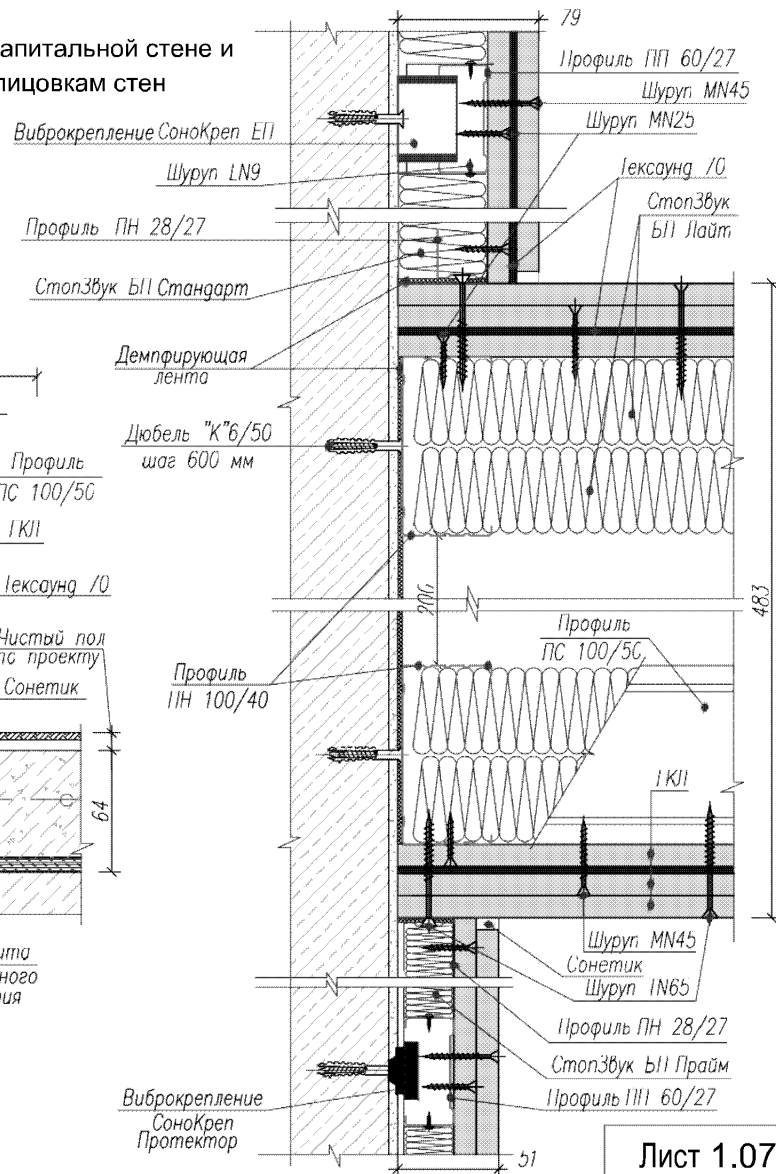 апитальной стене и
лицовкам стен
79
Профиль ПП 60/27
Шуруп MN45
Шуруп MN25
Виброкрепление СоноКреп ЕП
Шуруп LN9
СтопЗвук
БП Лайт
Профиль ПН 28/27
СтопЗвук БП Стандарт
Демпфирующая
лента
Дюбель "К"6/50
шаг 600 мм
Профиль
ПС 100/50
ГКЛ
200
483
Чистый пол
по проекту
Сонетик
Профиль
ПН 100/40
Профиль
ПС 100/50
64
ГКЛ
Шуруп MN45
Сонетик
Шуруп
Профиль ПН 28/27
СтопЗвук БП Прайм
Профиль ПП 60/27
Виброкрепление
СоноКреп
Протектор
51
Лист 1.07